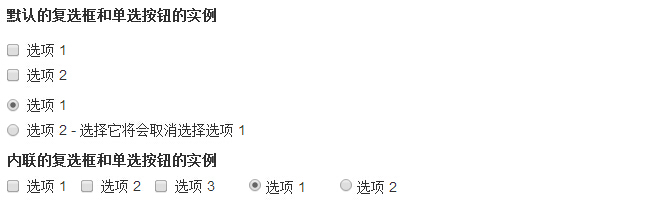 默认的复选框和单选按钮的实例
选项 1
选项 2
选项 1
选项 2 - 选择它将会取消选择选项 1
内联的复选框和单选按钮的实例
选项 1 选项 2 选项 3 选项 1 选项 2